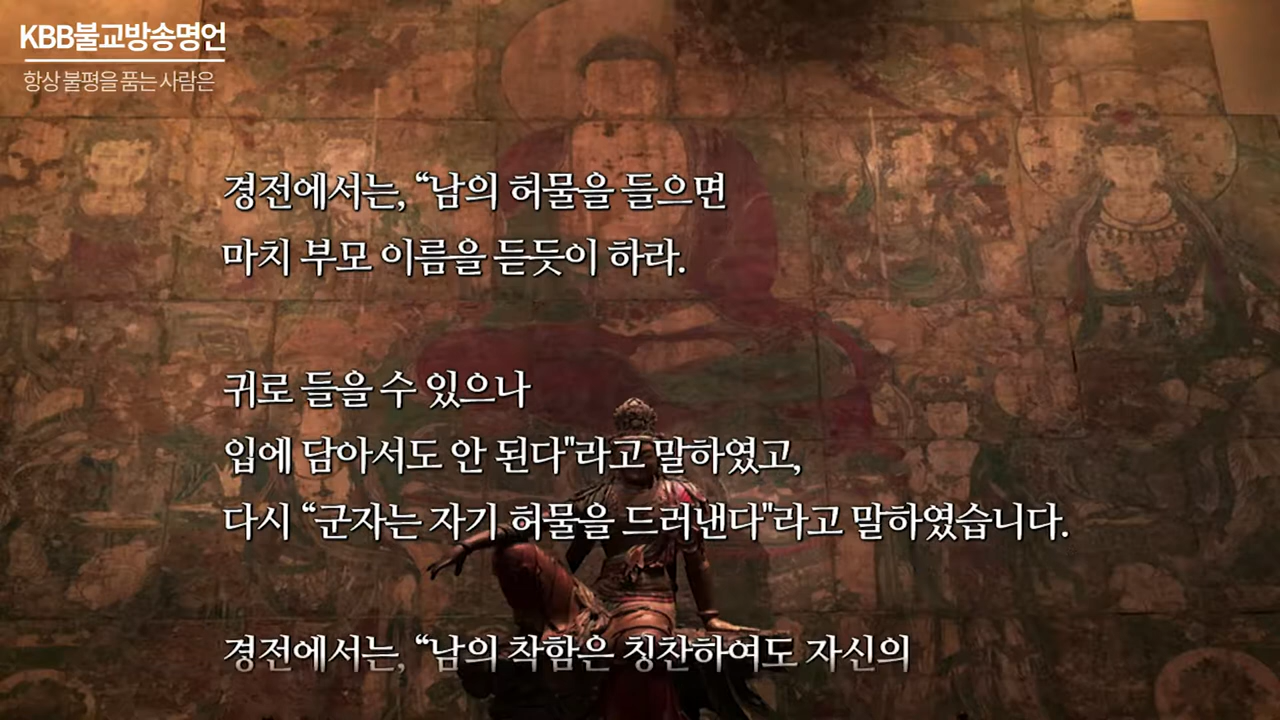 KBB불교방송명언
항상 불평을 품는 사람은
경전에서는, “남의 허물을 들으면
마치 부모 이름을 듣듯이 하라.
귀로 들을 수 있으나
입에 담아서도 안 된다"라고 말하였고,
다시 “군자는 자기 허물을 드러낸다"라고 말하였습니다.
경전에서는, “남의 착함은 칭찬하여도 자신의